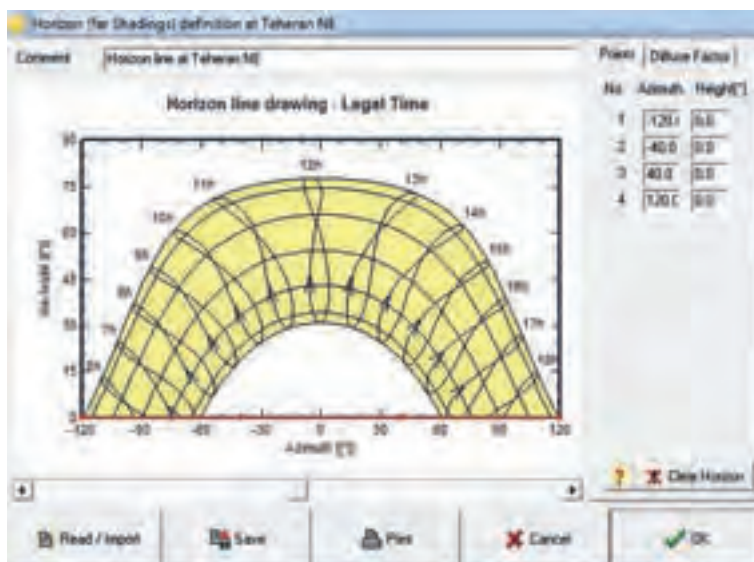 Horizon (far Shadings) definition at Teheran NE
Comment Horizon line at Teheran NE
Points Diffuse Factor
No Azimuth Height[°]
1 -120.0 0.0
2 -40.0 0.0
3 40.0 0.0
4 120.0 0.0
Horizon line drawing - Legal Time
90
75
60
45
30
15
0
Sun height [[°]]
12h
11h
13h
10h
14h
9h
15h
8h
16h
7h
17h
18h
-120 -90 -60 -30 0 30 60 90 120
Azimuth [[°]]
? Clear Horizon
Read / Import Save Print Cancel OK